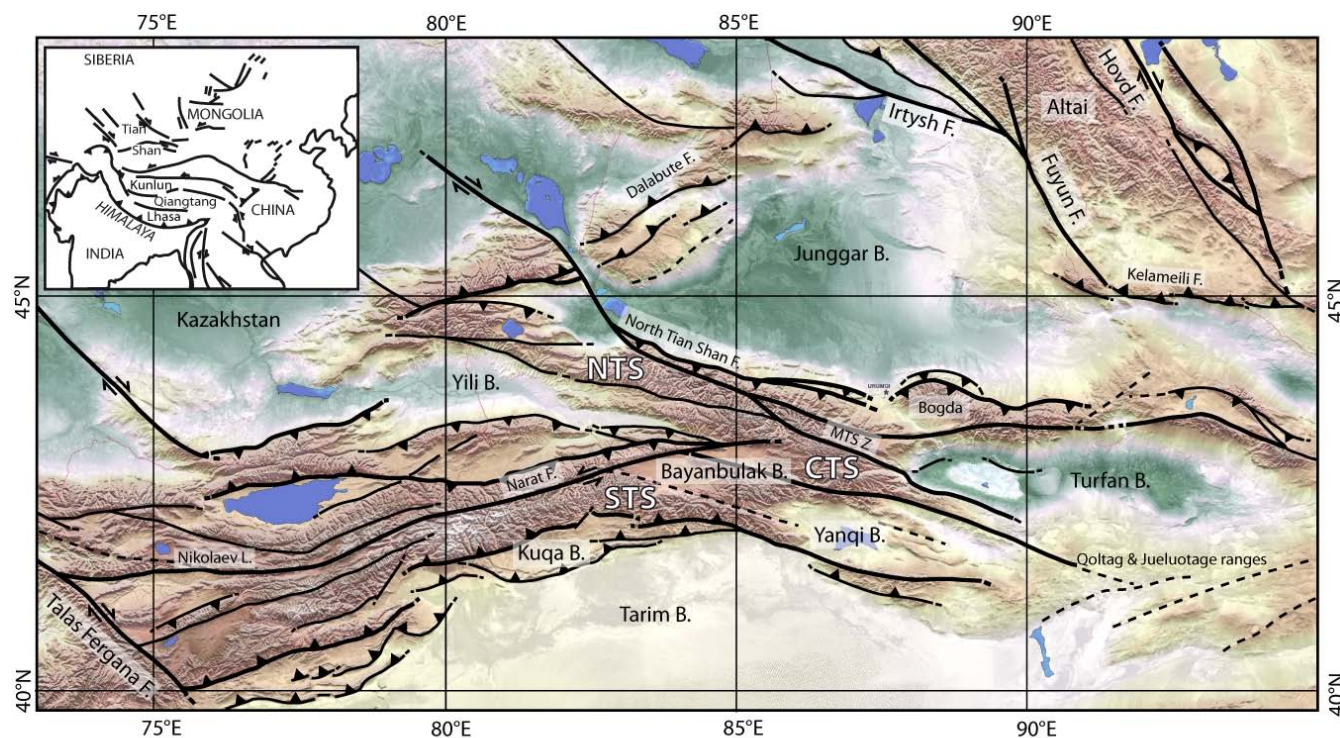 75°E
80°E
85°E
90°E
SIBERIA
MONGOLIA
Tian
Shan
Kunlun
Qiangtang
Lhasa
HIMALAYA
CHINA
INDIA
Hovd F.
Altai
Irtysh F.
Fuyun F.
Dalabute F.
Junggar B.
Kelameili F.
45°N
45°N
Kazakhstan
North Tian Shan F.
NTS
Yili B.
URUMQI
Bogda
MTS Z.
CTS
Narat F.
Bayanbulak B.
Turfan B.
STS
Yanqi B.
Nikolaev L.
Kuqa B.
Qoltag & Jueluotage ranges
Talas Fergana F.
Tarim B.
40°N
40°N
75°E
80°E
85°E
90°E